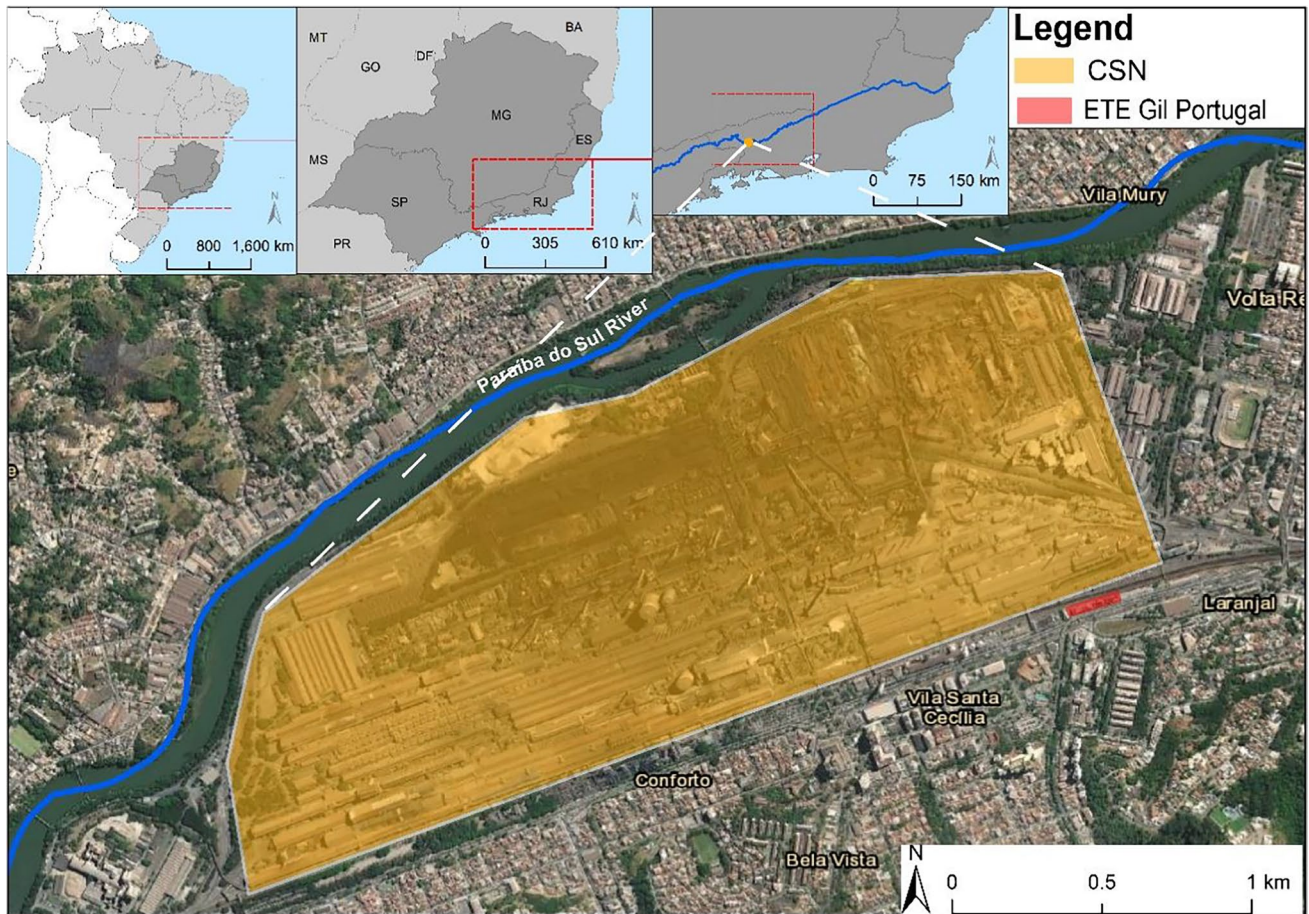 N
0 800 1,600 km
MT
BA
DF
GO
MG
ES
MS
SP
RJ
PR
N
0 305 610 km
N
0 75 150 km
Legend
CSN
ETE Gil Portugal
Vila Mury
Volta Re
Paraíba do Sul River
e
Laranjal
Vila Santa
Cecília
Conforto
Bela Vista
N
0 0.5 1 km